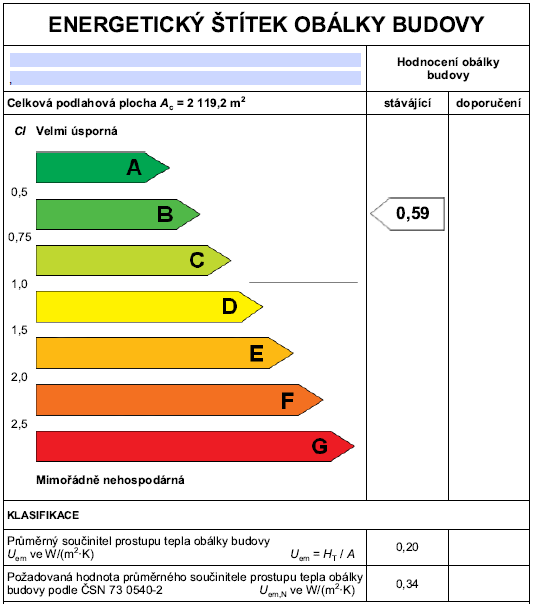 ENERGETICKÝ ŠTÍTEK OBÁLKY BUDOVY
Hodnocení obálky
budovy
Celková podlahová plocha Ac = 2 119,2 m²
stávající
doporučení
CI Velmi úsporná
A
0,5
B
0,59
0,75
C
1,0
D
1,5
E
2,0
F
2,5
G
Mimořádně nehospodárná
KLASIFIKACE
Průměrný součinitel prostupu tepla obálky budovy
Uem ve W/(m²·K) Uem = HT / A
0,20
Požadovaná hodnota průměrného součinitele prostupu tepla obálky
budovy podle ČSN 73 0540-2 Uem,N ve W/(m²·K)
0,34